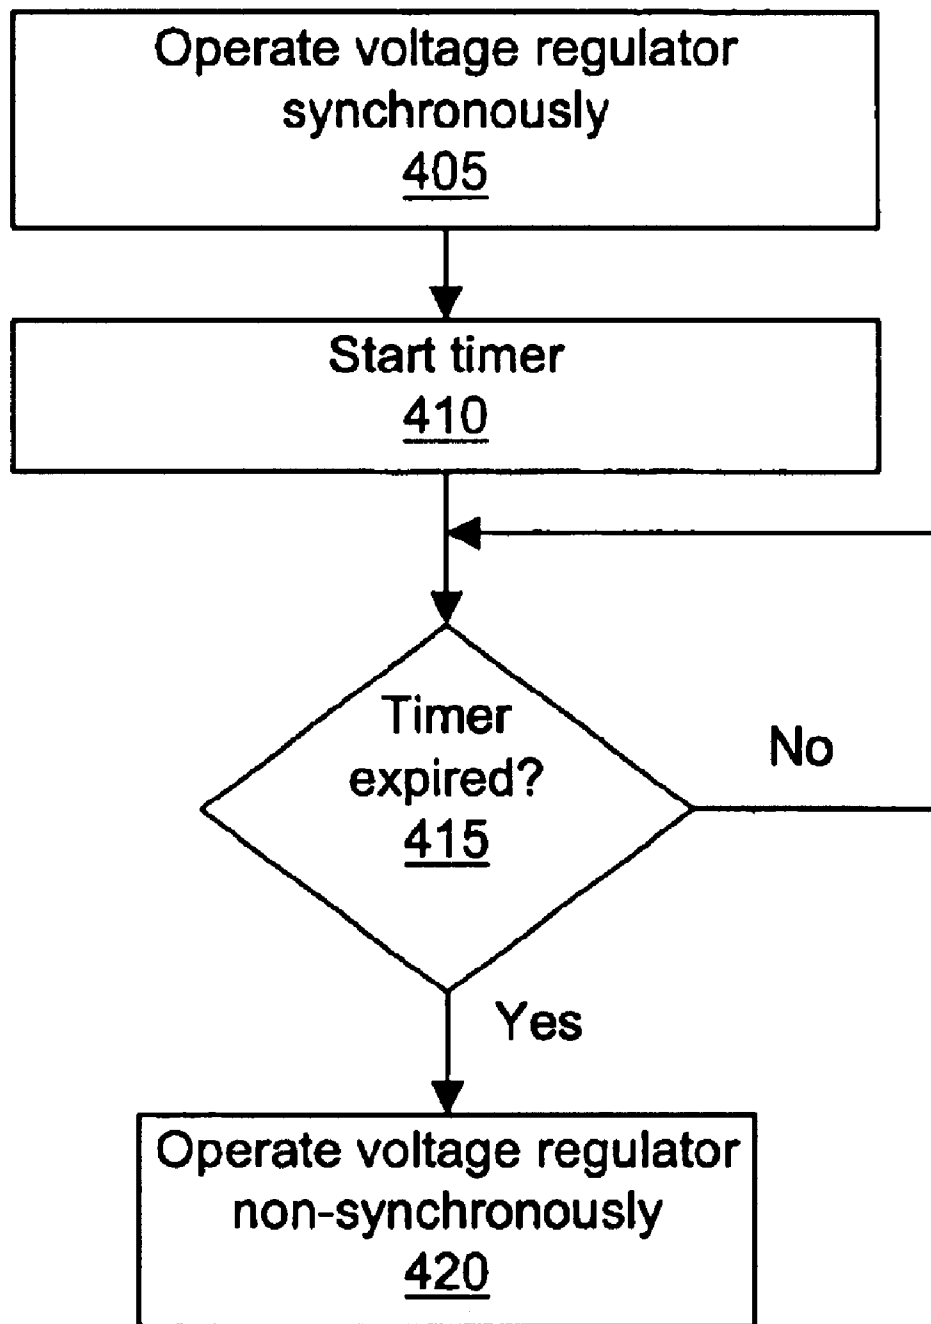 Operate voltage regulator
synchronously
405
Start timer
410
Timer
expired?
415
No
Yes
Operate voltage regulator
non-synchronously
420